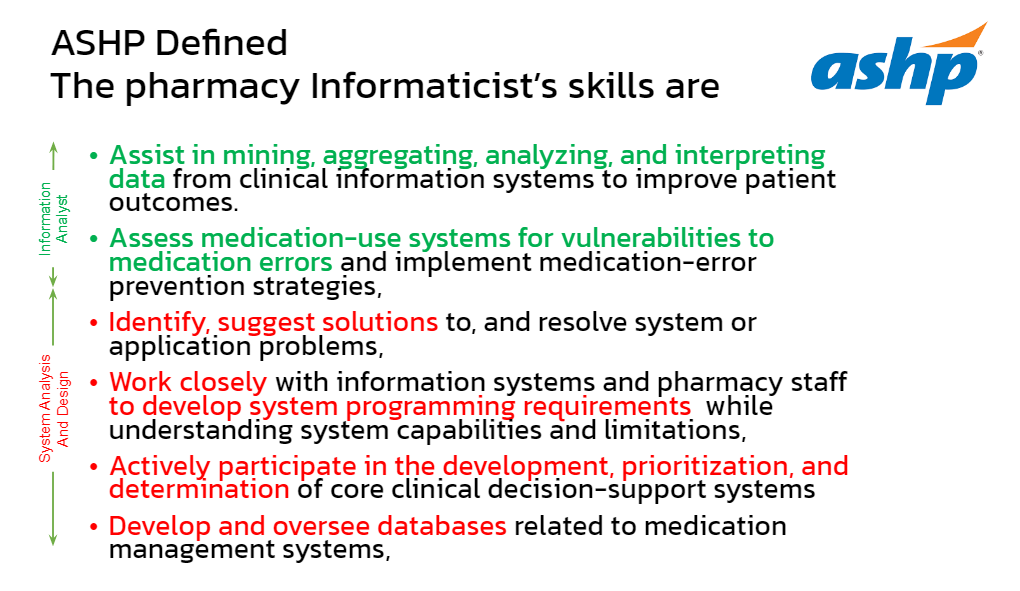 ASHP Defined
The pharmacy Informaticist's skills are
ashp®
Information
Analyst
• Assist in mining, aggregating, analyzing, and interpreting
data from clinical information systems to improve patient
outcomes.
• Assess medication-use systems for vulnerabilities to
medication errors and implement medication-error
prevention strategies,
System Analysis
And Design
• Identify, suggest solutions to, and resolve system or
application problems,
• Work closely with information systems and pharmacy staff
to develop system programming requirements while
understanding system capabilities and limitations,
• Actively participate in the development, prioritization, and
determination of core clinical decision-support systems
• Develop and oversee databases related to medication
management systems,